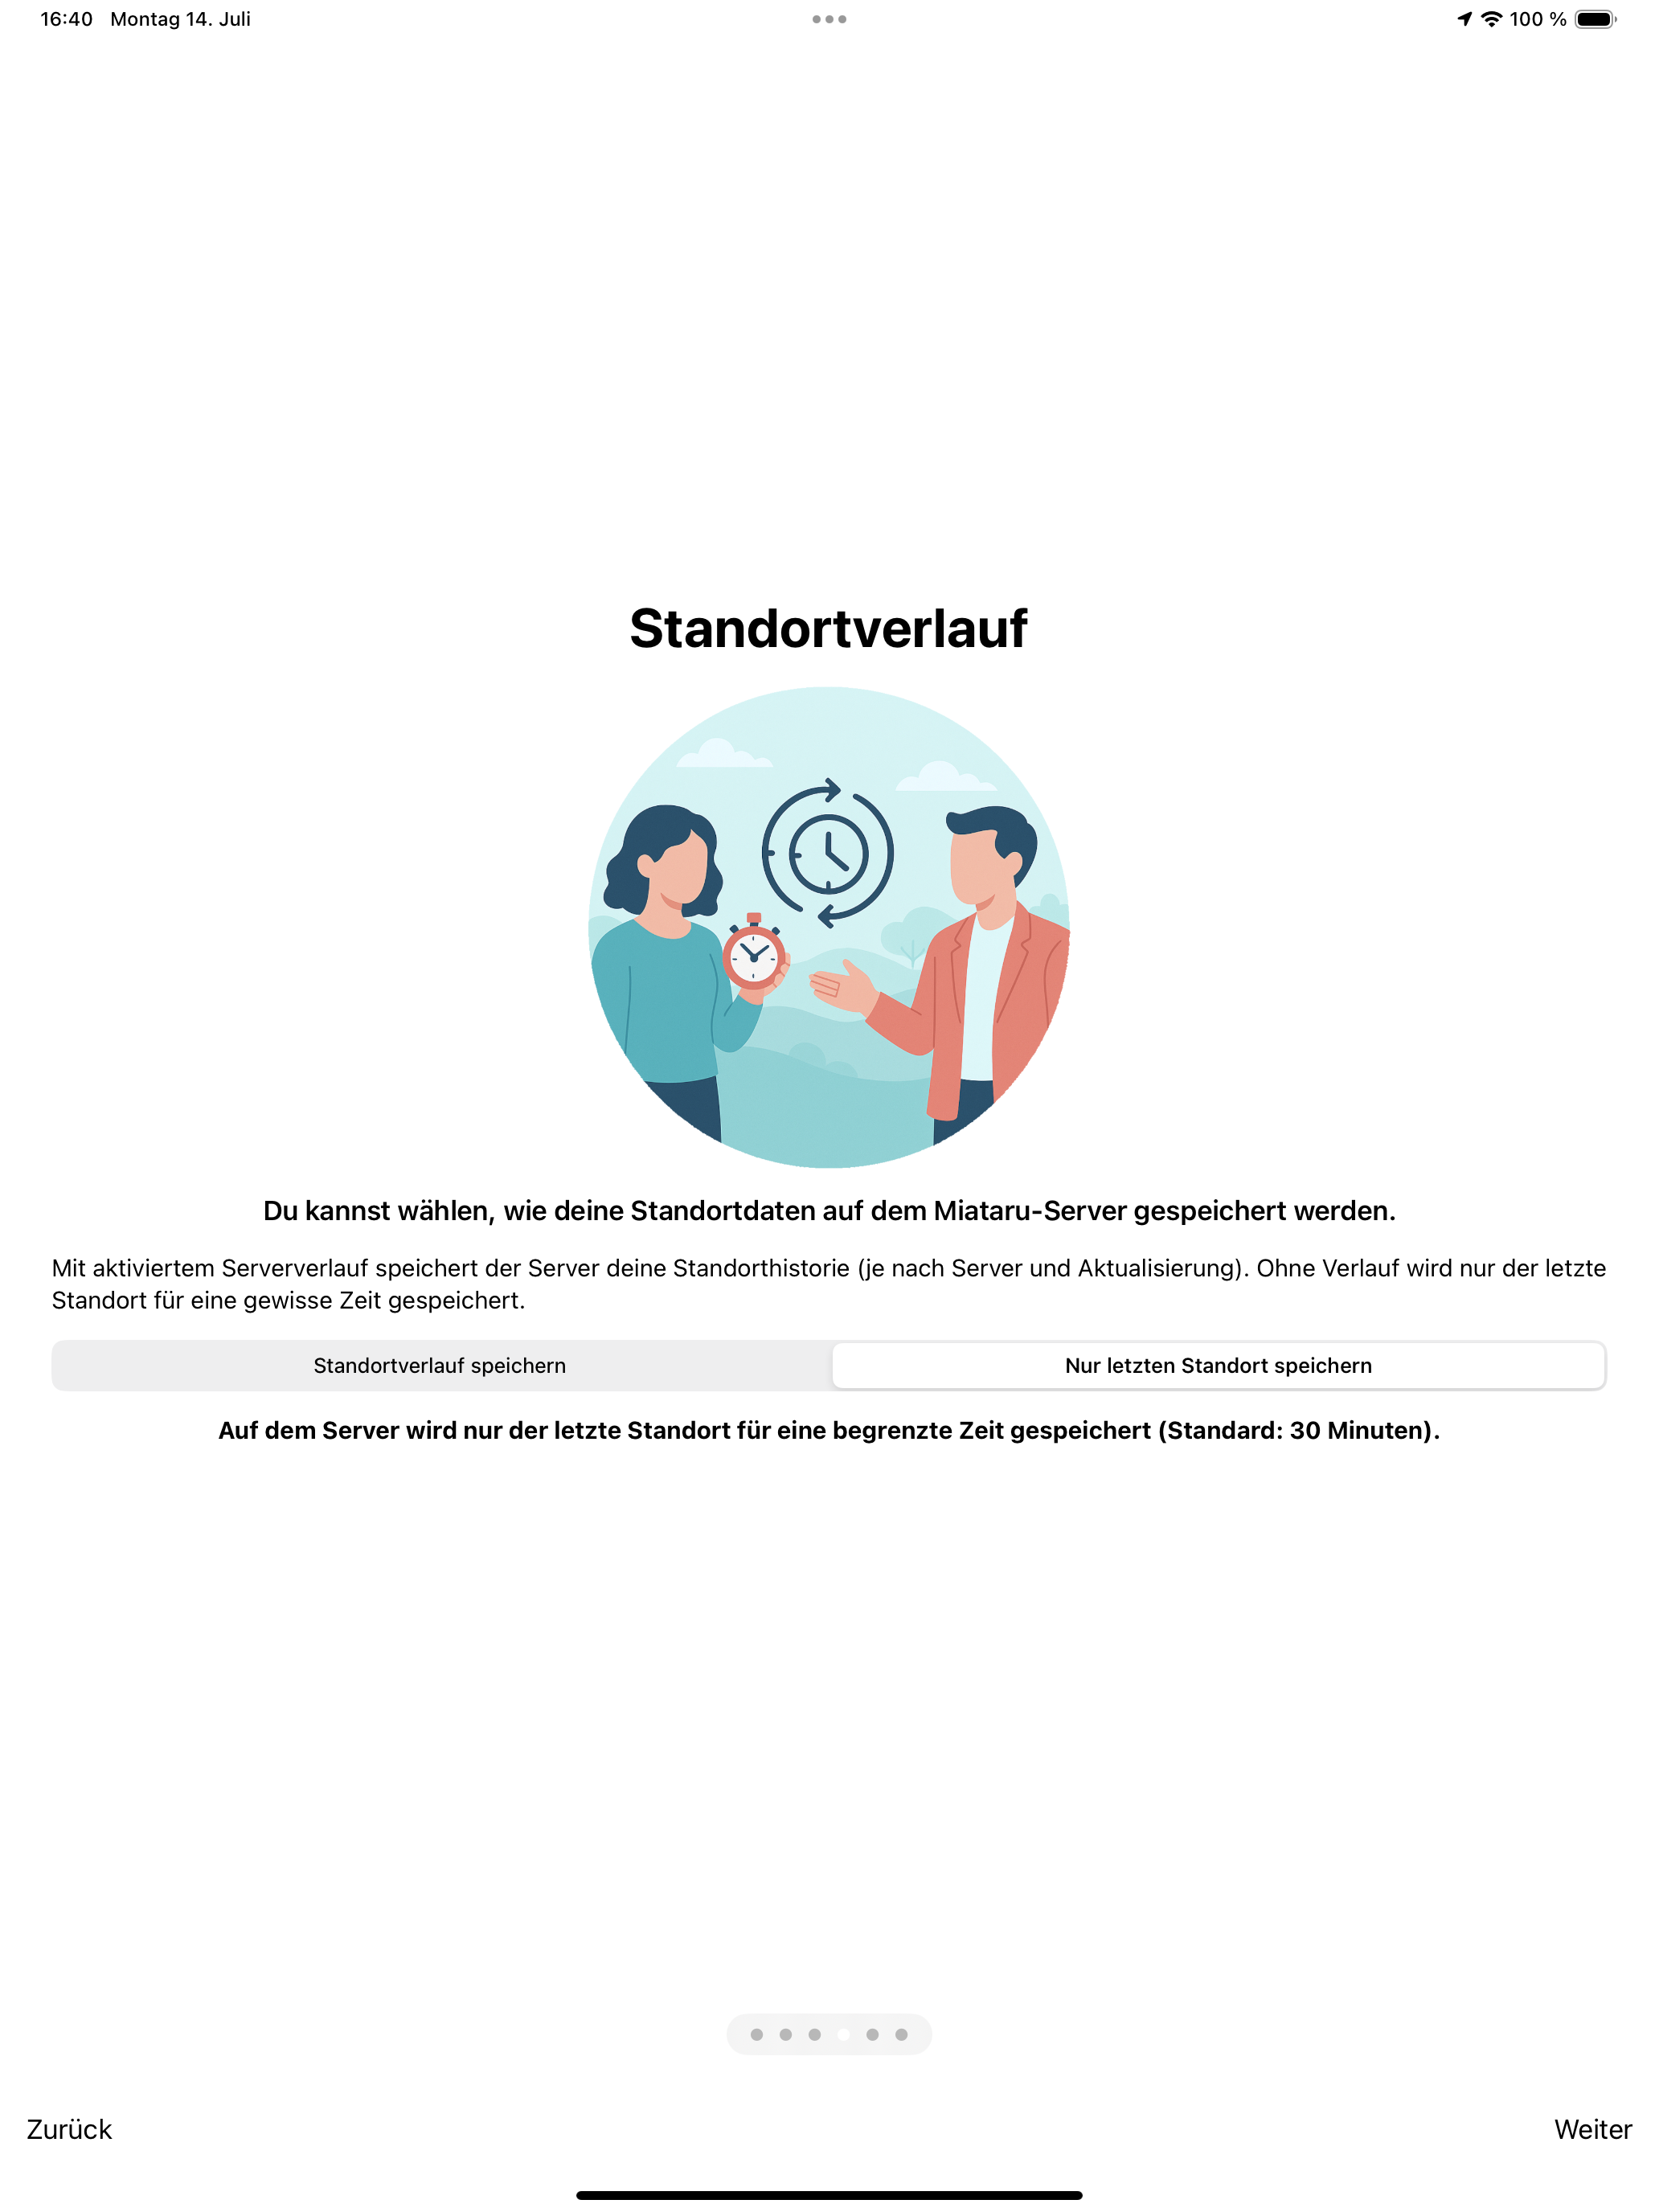 16:40 Montag 14. Juli
100 %
Standortverlauf
Du kannst wählen, wie deine Standortdaten auf dem Miataru-Server gespeichert werden.
Mit aktiviertem Serververlauf speichert der Server deine Standorthistorie (je nach Server und Aktualisierung). Ohne Verlauf wird nur der letzte
Standort für eine gewisse Zeit gespeichert.
Standortverlauf speichern
Nur letzten Standort speichern
Auf dem Server wird nur der letzte Standort für eine begrenzte Zeit gespeichert (Standard: 30 Minuten).
Zurück
Weiter